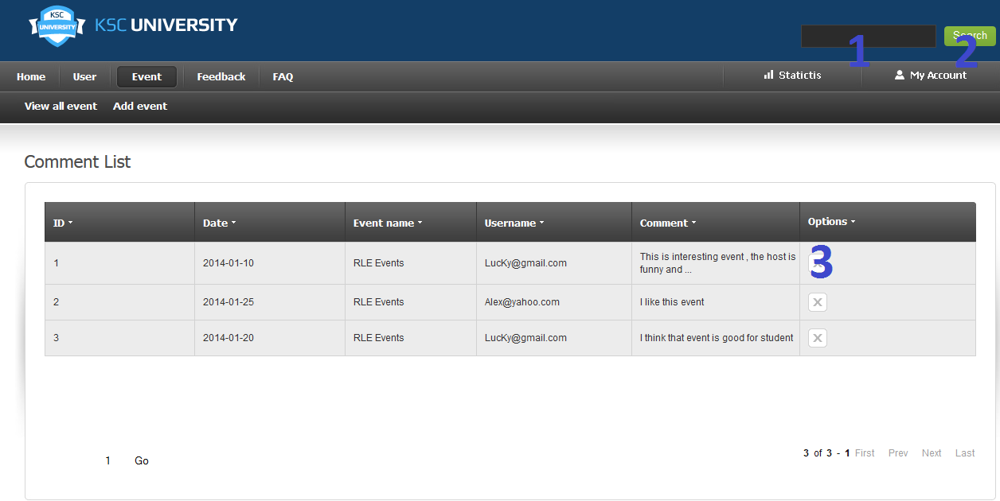 KSC
UNIVERSITY
KSC UNIVERSITY
Search
1
2
Home User Event Feedback FAQ Statictis My Account
View all event Add event
Comment List
ID Date Event name Username Comment Options
1 2014-01-10 RLE Events LucKy@gmail.com This is interesting event , the host is
funny and ...
3
2 2014-01-25 RLE Events Alex@yahoo.com I like this event X
3 2014-01-20 RLE Events LucKy@gmail.com I think that event is good for student X
3 of 3 - 1 First Prev Next Last
1 Go